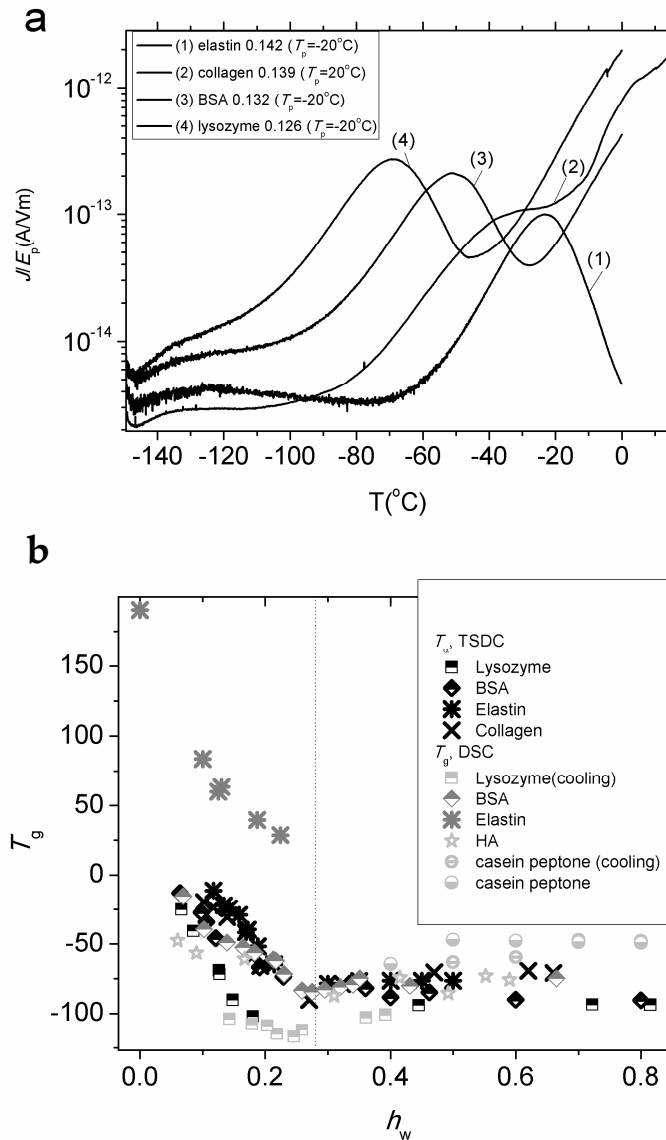 a
(1) elastin 0.142 (Tp=-20°C)
(2) collagen 0.139 (Tp=20°C)
(3) BSA 0.132 (Tp=-20°C)
(4) lysozyme 0.126 (Tp=-20°C)
10-12
10-13
10-14
J/Ep(A/Vm)
(4)
(3)
(2)
(1)
-140 -120 -100 -80 -60 -40 -20 0
T(°C)
b
Tα, TSDC
Lysozyme
BSA
Elastin
Collagen
Tg, DSC
Lysozyme(cooling)
BSA
Elastin
HA
casein peptone (cooling)
casein peptone
150
100
50
0
-50
-100
Tg
0.0 0.2 0.4 0.6 0.8
hw